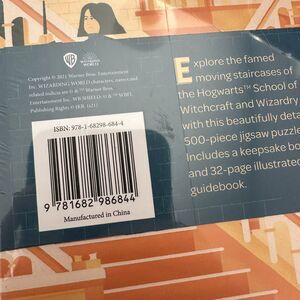 WB
WIZARDING WORLD
Copyright © 2021 Warner Bros. Entertainment
Inc. WIZARDING WORLD characters, names and
related indicia are © & ™ Warner Bros.
Entertainment Inc. WB SHIELD: © & ™ WBEI.
Publishing Rights © JKR. (s21)
ISBN: 978-1-68298-684-4
9 781682 986844
Manufactured in China
Explore the famed
moving staircases of
the Hogwarts™ School of
Witchcraft and Wizardry
with this beautifully deta
500-piece jigsaw puzzle
Includes a keepsake bo
and 32-page illustrated
guidebook.